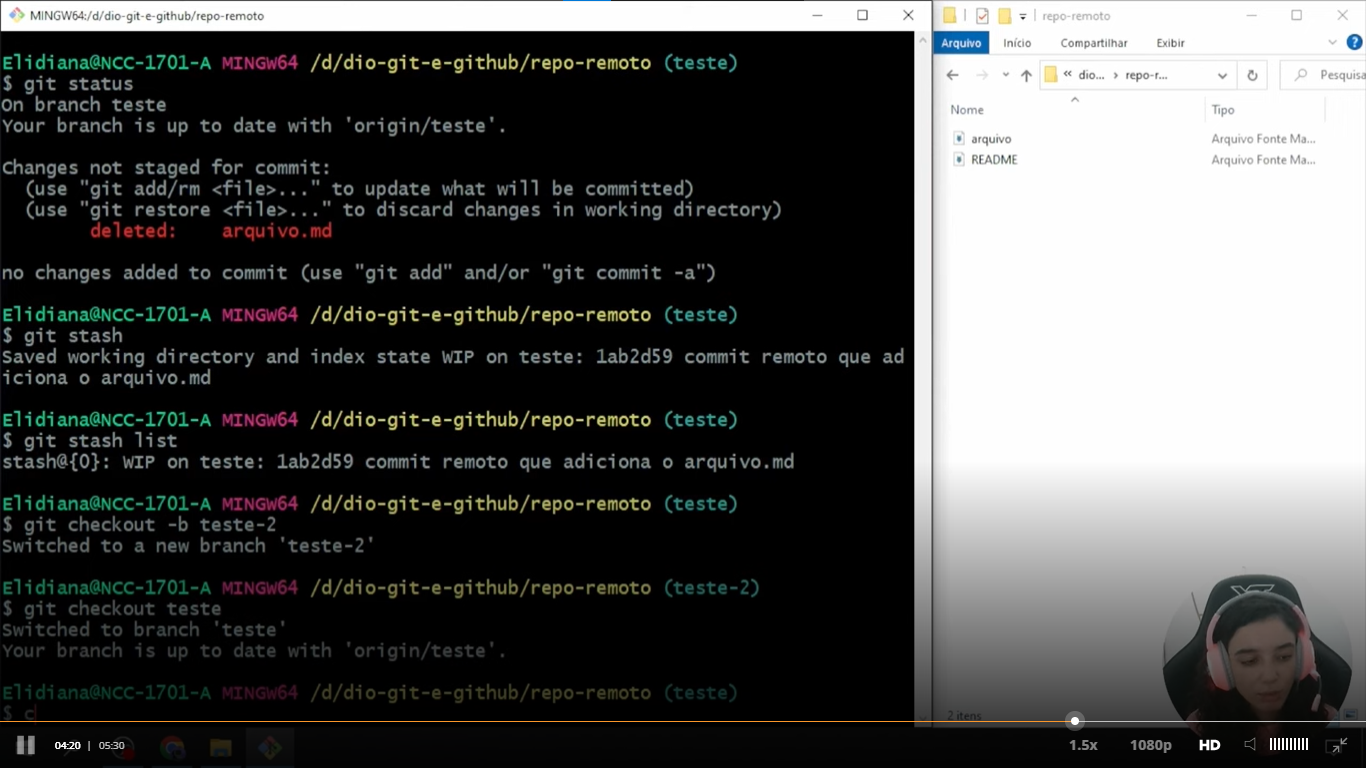 MINGW64:/d/dio-git-e-github/repo-remoto
Elidiana@NCC-1701-A MINGW64 /d/dio-git-e-github/repo-remoto (teste)
$ git status
On branch teste
Your branch is up to date with 'origin/teste'.
Changes not staged for commit:
(use "git add/rm <file>..." to update what will be committed)
(use "git restore <file>..." to discard changes in working directory)
deleted: arquivo.md
no changes added to commit (use "git add" and/or "git commit -a")
Elidiana@NCC-1701-A MINGW64 /d/dio-git-e-github/repo-remoto (teste)
$ git stash
Saved working directory and index state WIP on teste: 1ab2d59 commit remoto que ad
iciona o arquivo.md
Elidiana@NCC-1701-A MINGW64 /d/dio-git-e-github/repo-remoto (teste)
$ git stash list
stash@{0}: WIP on teste: 1ab2d59 commit remoto que adiciona o arquivo.md
Elidiana@NCC-1701-A MINGW64 /d/dio-git-e-github/repo-remoto (teste)
$ git checkout -b teste-2
Switched to a new branch 'teste-2'
Elidiana@NCC-1701-A MINGW64 /d/dio-git-e-github/repo-remoto (teste-2)
$ git checkout teste
Switched to branch 'teste'
Your branch is up to date with 'origin/teste'.
Elidiana@NCC-1701-A MINGW64 /d/dio-git-e-github/repo-remoto (teste)
$ c
repo-remoto
Arquivo Início Compartilhar Exibir
« dio... › repo-r... Pesquisa
Nome Tipo
arquivo Arquivo Fonte Ma...
README Arquivo Fonte Ma...
2 itens
04:20 | 05:30 1.5x 1080p HD